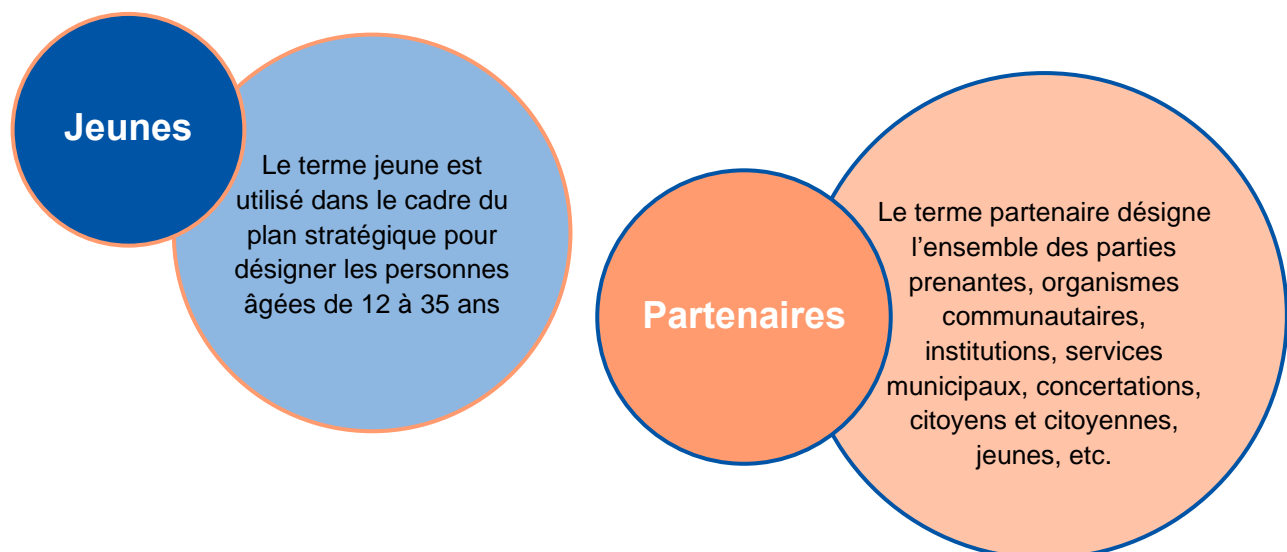 Jeunes
Le terme jeune est
utilisé dans le cadre du
plan stratégique pour
désigner les personnes
âgées de 12 à 35 ans
Partenaires
Le terme partenaire désigne
l’ensemble des parties
prenantes, organismes
communautaires,
institutions, services
municipaux, concertations,
citoyens et citoyennes,
jeunes, etc.